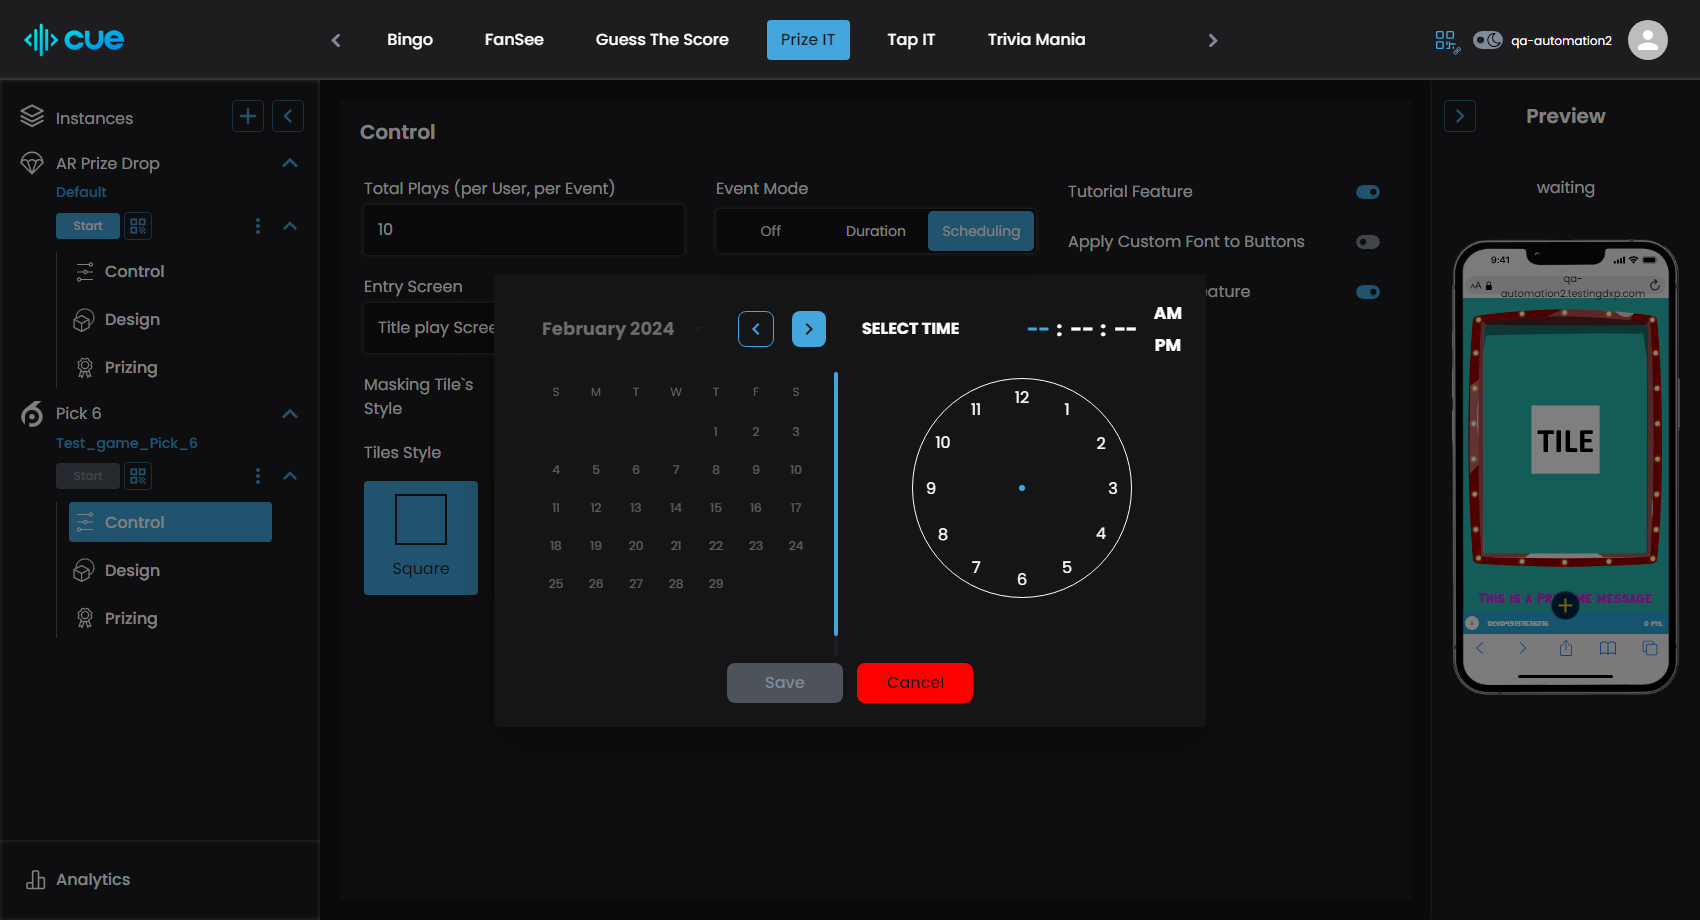 cue
Bingo
FanSee
Guess The Score
Prize IT
Tap IT
Trivia Mania
qa-automation2
Instances
AR Prize Drop
Default
Start
Control
Design
Prizing
Pick 6
Test_game_Pick_6
Start
Control
Design
Prizing
Analytics
Control
Total Plays (per User, per Event)
10
Event Mode
Off
Duration
Scheduling
Tutorial Feature
Apply Custom Font to Buttons
eature
Entry Screen
Title play Scree
Masking Tile`s
Style
Tiles Style
Square
February 2024
S M T W T F S
1 2 3
4 5 6 7 8 9 10
11 12 13 14 15 16 17
18 19 20 21 22 23 24
25 26 27 28 29
SELECT TIME
-- : -- : --
AM
PM
12
11 1
10 2
9 3
8 4
7 5
6
Save
Cancel
Preview
waiting
9:41
AA
qa-
automation2.testingdxp.com
TILE
THIS IS A PR ME MESSAGE
0 PTS.